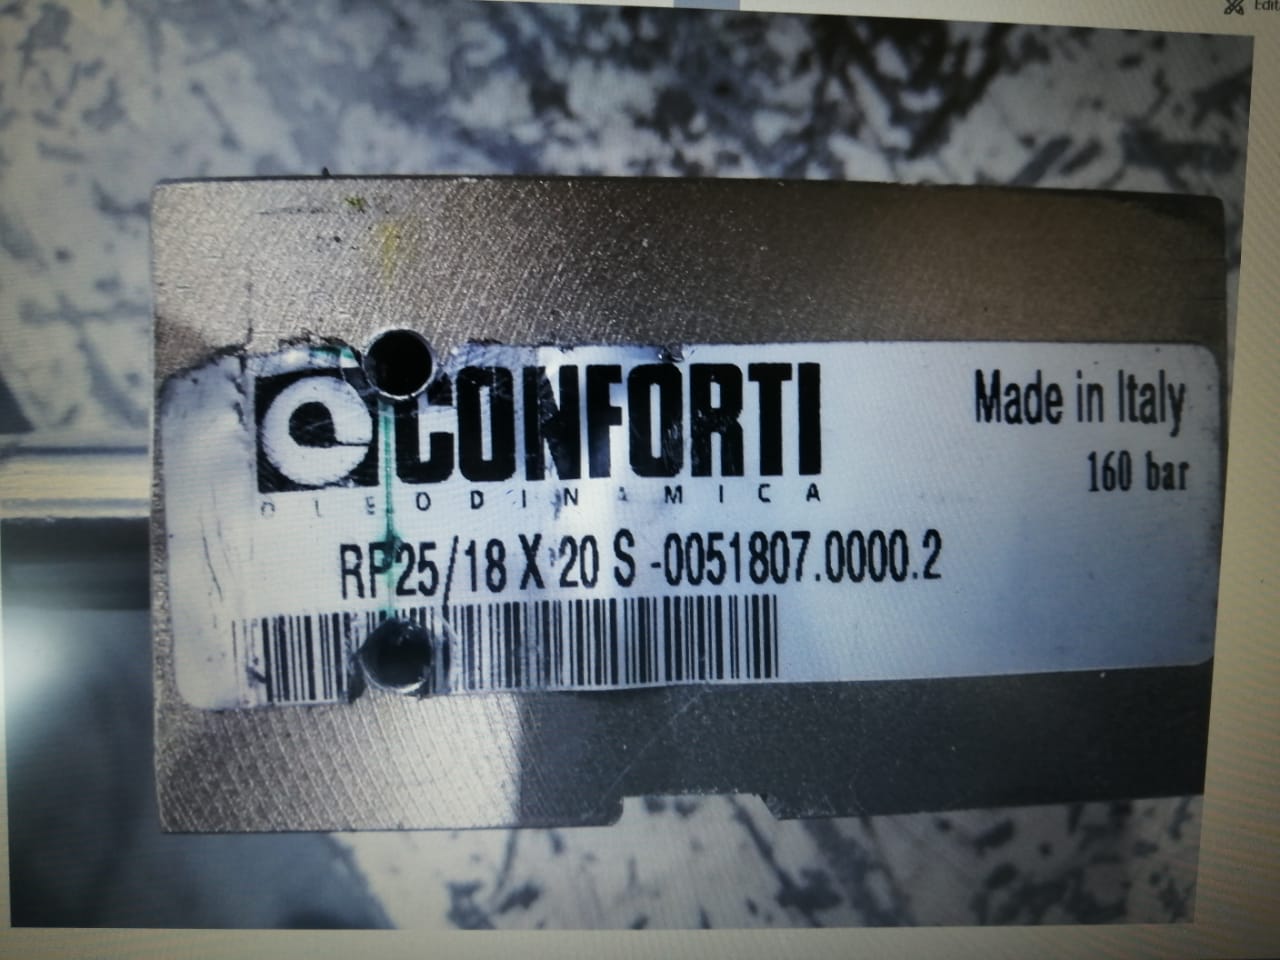 CONFORTI
OLEODINAMICA
Made in Italy
160 bar
RP25/18 X 20 S -0051807.0000.2